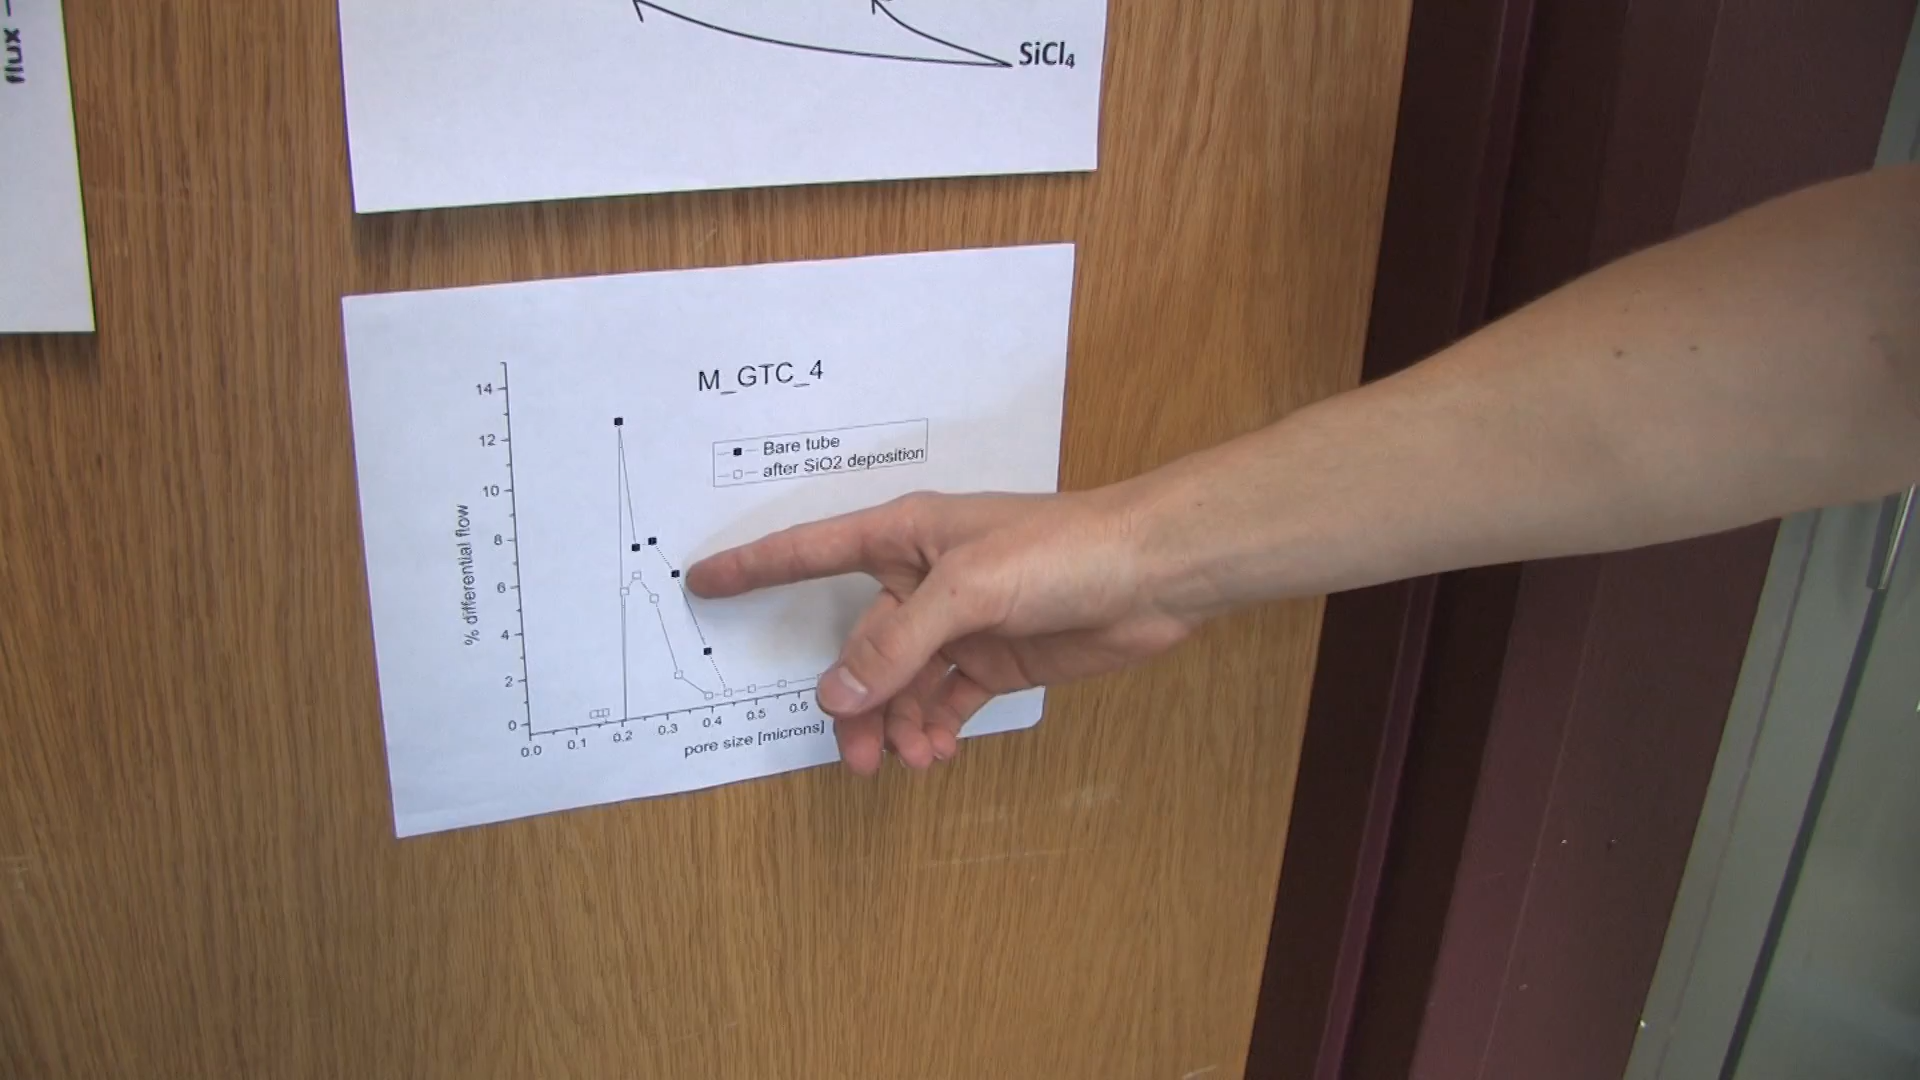 flux
SiCl₄
M_GTC_4
Bare tube
after SiO2 deposition
% differential flow
14
12
10
8
6
4
2
0
0.0 0.1 0.2 0.3 0.4 0.5 0.6
pore size [microns]